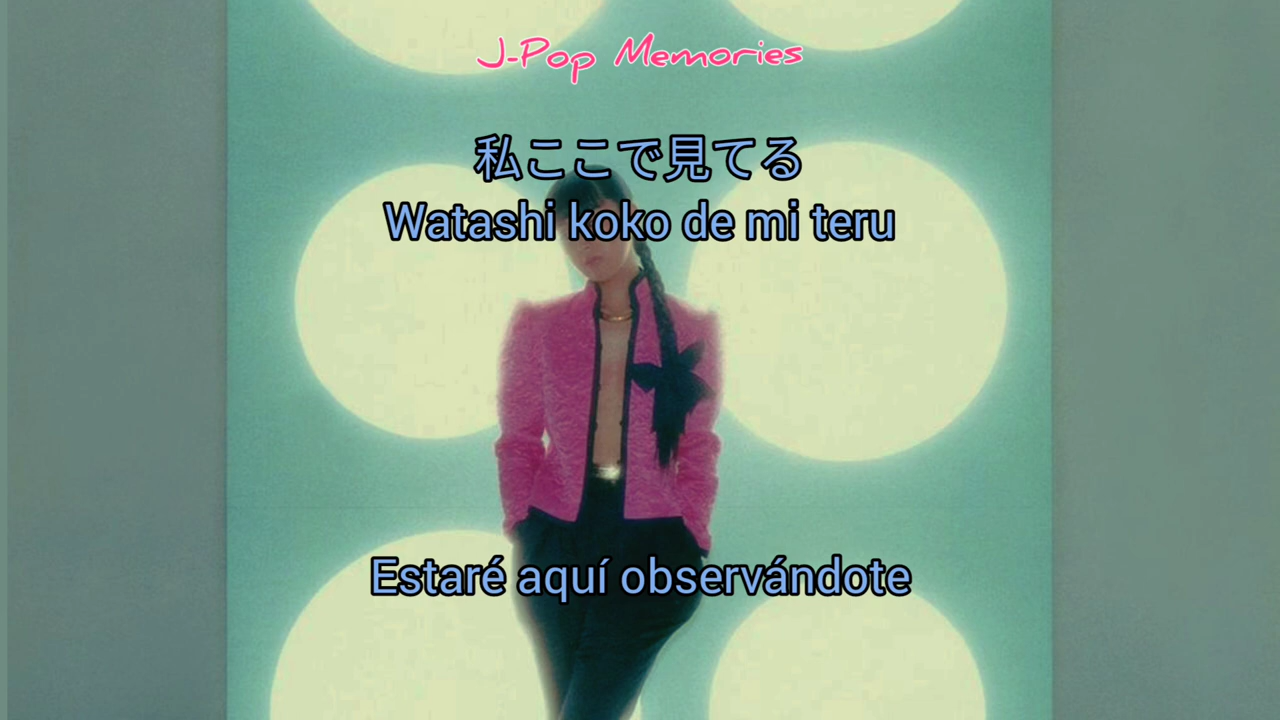 J-Pop Memories
私ここで見てる
Watashi koko de mi teru
Estaré aquí observándote